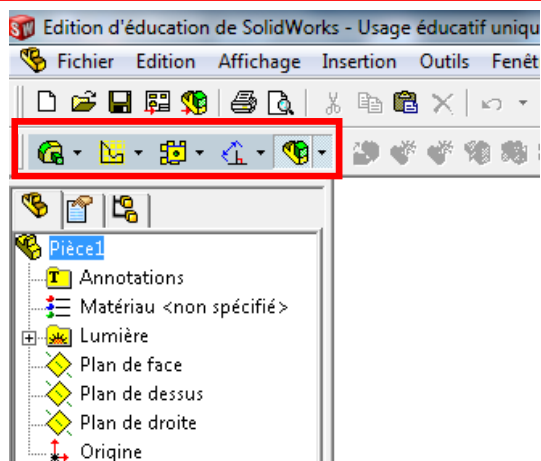 Edition d'éducation de SolidWorks - Usage éducatif uniqu
Fichier Edition Affichage Insertion Outils Fenêt
Pièce1
Annotations
Matériau <non spécifié>
Lumière
Plan de face
Plan de dessus
Plan de droite
Origine